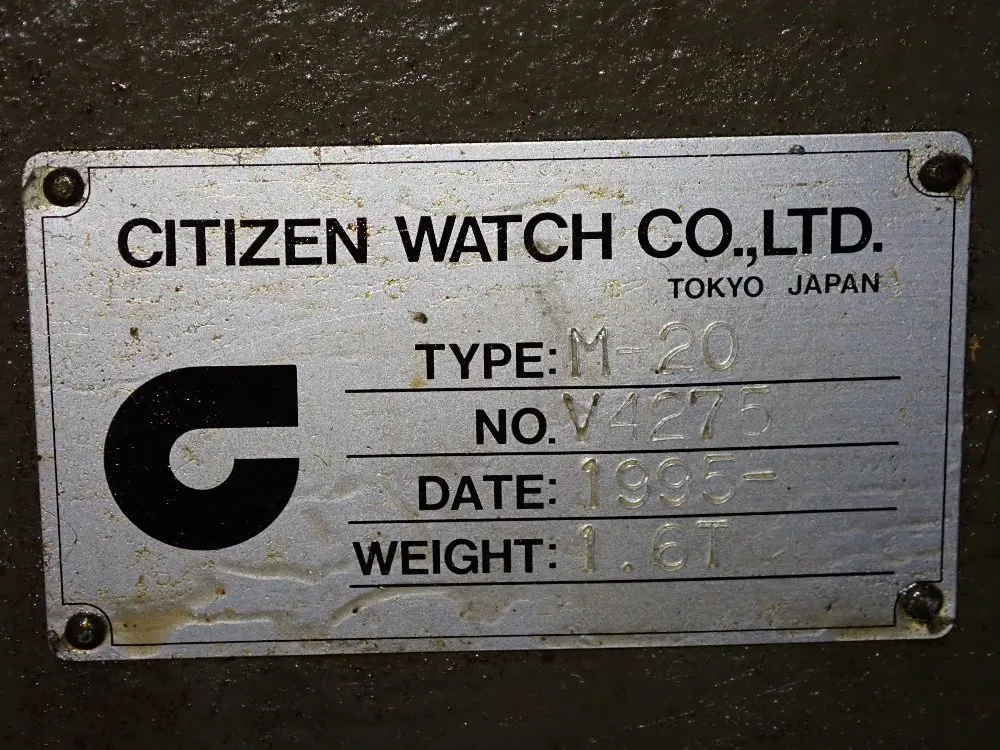 CITIZEN WATCH CO.,LTD.
TOKYO JAPAN
TYPE: M-20
NO. V4275
DATE: 1995-
WEIGHT: 1.6T